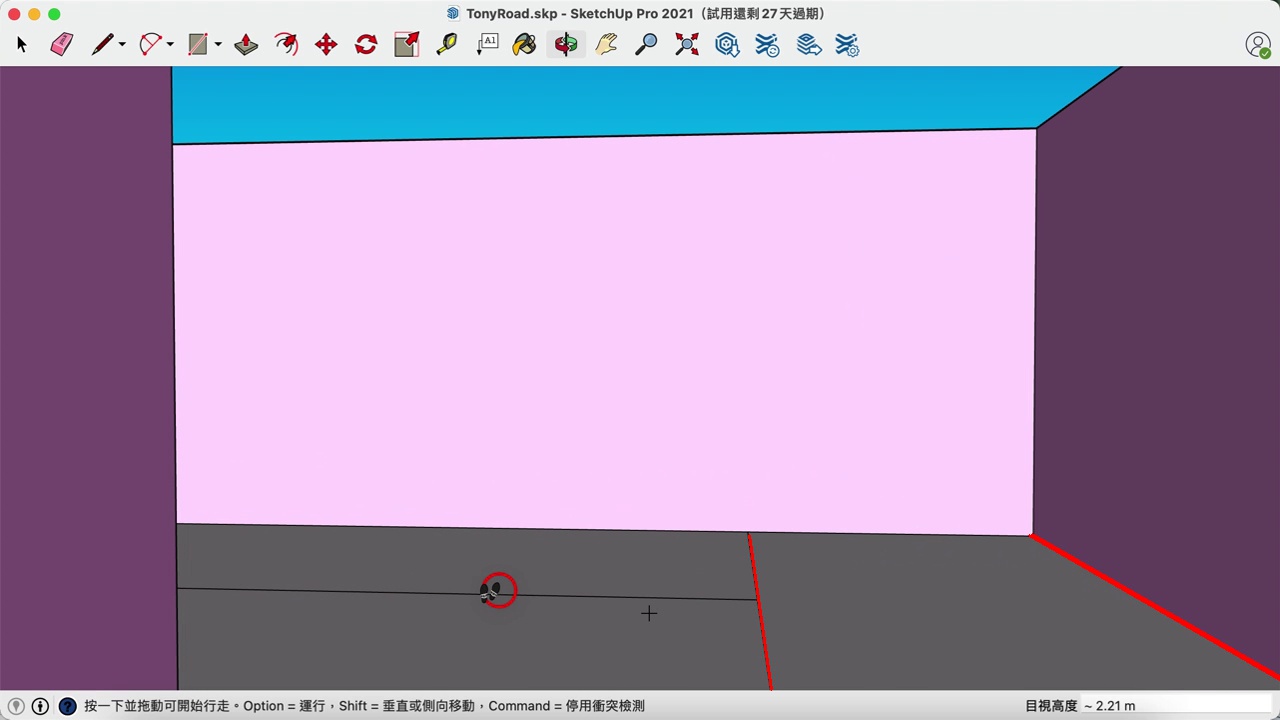 TonyRoad.skp - SketchUp Pro 2021（試用還剩 27 天過期）
A1
按一下並拖動可開始行走。Option = 運行，Shift = 垂直或側向移動，Command = 停用衝突檢測
目視高度 ~ 2.21 m